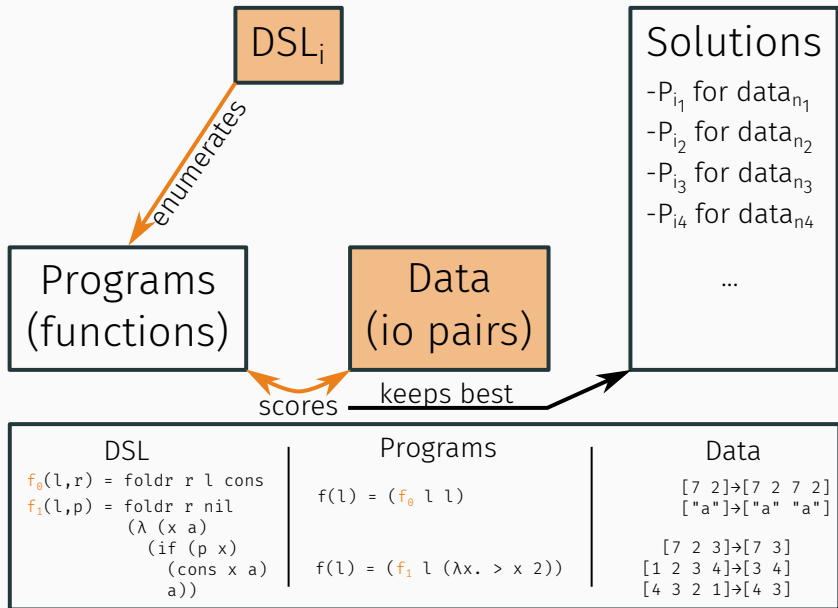 DSLᵢ
enumerates
Programs
(functions)
Data
(io pairs)
scores
keeps best
Solutions
-Pᵢ₁ for dataₙ₁
-Pᵢ₂ for dataₙ₂
-Pᵢ₃ for dataₙ₃
-Pᵢ₄ for dataₙ₄
...
DSL
f₀(l,r) = foldr r l cons
f₁(l,p) = foldr r nil
(λ (x a)
(if (p x)
(cons x a)
a))
Programs
f(l) = (f₀ l l)
f(l) = (f₁ l (λx. > x 2))
Data
[7 2]→[7 2 7 2]
["a"]→["a" "a"]
[7 2 3]→[7 3]
[1 2 3 4]→[3 4]
[4 3 2 1]→[4 3]